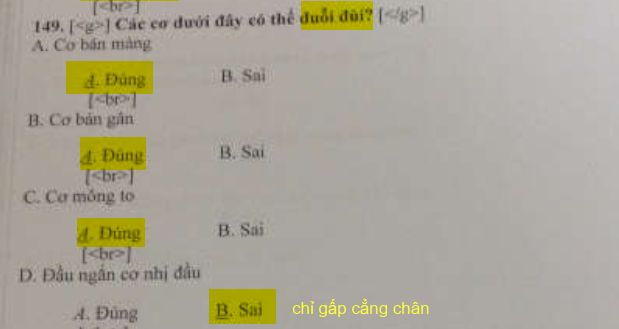 [<br>]
149. [<g>] Các cơ dưới đây có thể duỗi đùi? [</g>]
A. Cơ bán màng
A. Đúng B. Sai
[<br>]
B. Cơ bán gân
A. Đúng B. Sai
[<br>]
C. Cơ mông to
A. Đúng B. Sai
[<br>]
D. Đầu ngắn cơ nhị đầu
A. Đúng B. Sai chỉ gấp cẳng chân